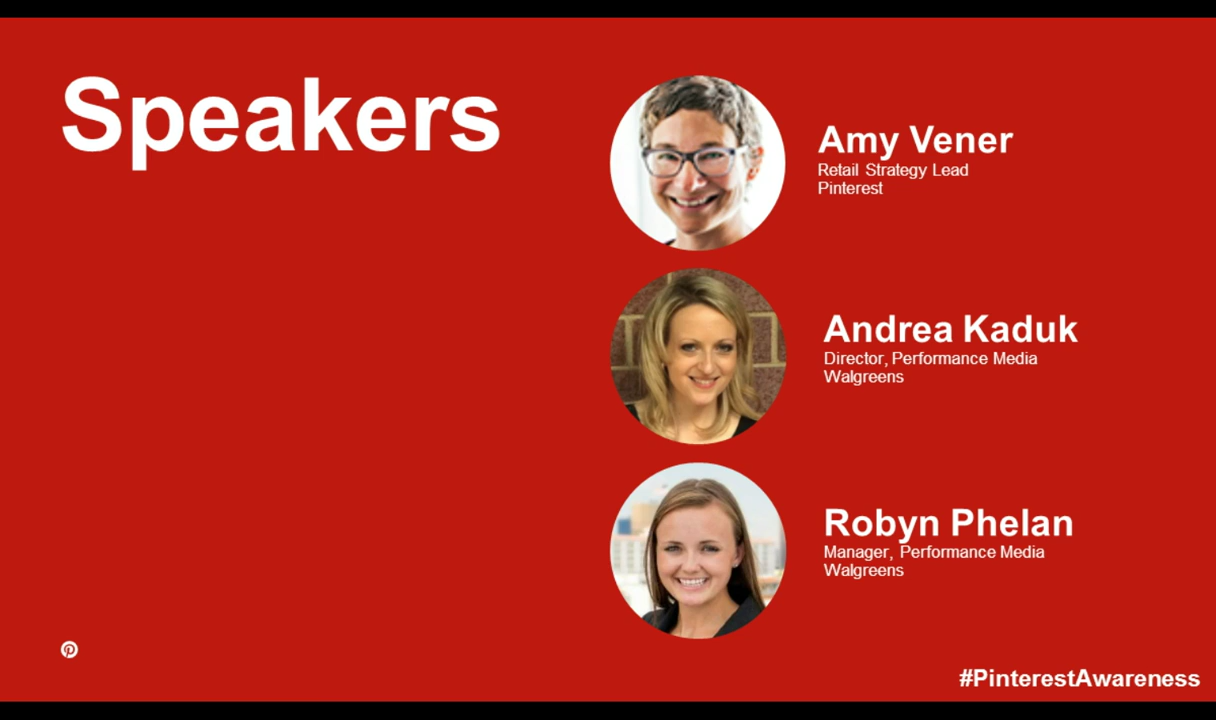 Speakers
Amy Vener
Retail Strategy Lead
Pinterest
Andrea Kaduk
Director, Performance Media
Walgreens
Robyn Phelan
Manager, Performance Media
Walgreens
#PinterestAwareness